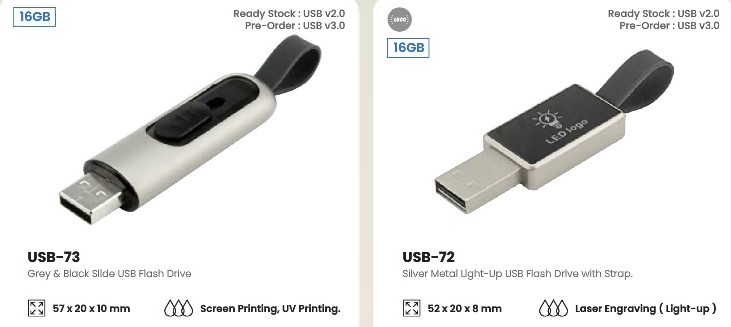 16GB
Ready Stock : USB v2.0
Pre-Order : USB v3.0
USB-73
Grey & Black Slide USB Flash Drive
57 x 20 x 10 mm
Screen Printing, UV Printing.
Ready Stock : USB v2.0
Pre-Order : USB v3.0
16GB
LED logo
USB-72
Silver Metal Light-Up USB Flash Drive with Strap.
52 x 20 x 8 mm
Laser Engraving ( Light-up )